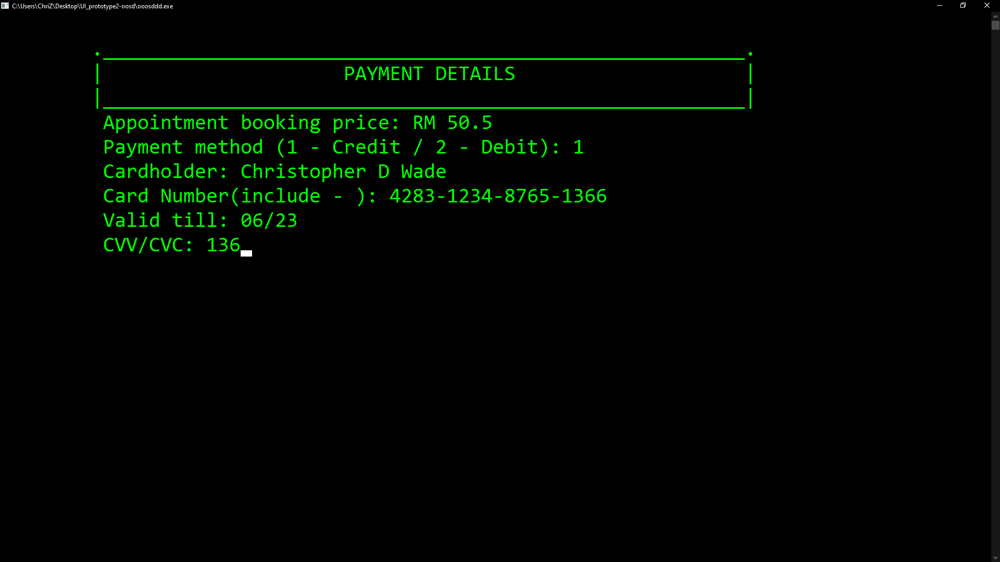 C:\Users\ChriZ\Desktop\UI_prototype2-oosd\ooosddd.exe
PAYMENT DETAILS
Appointment booking price: RM 50.5
Payment method (1 - Credit / 2 - Debit): 1
Cardholder: Christopher D Wade
Card Number(include - ): 4283-1234-8765-1366
Valid till: 06/23
CVV/CVC: 136